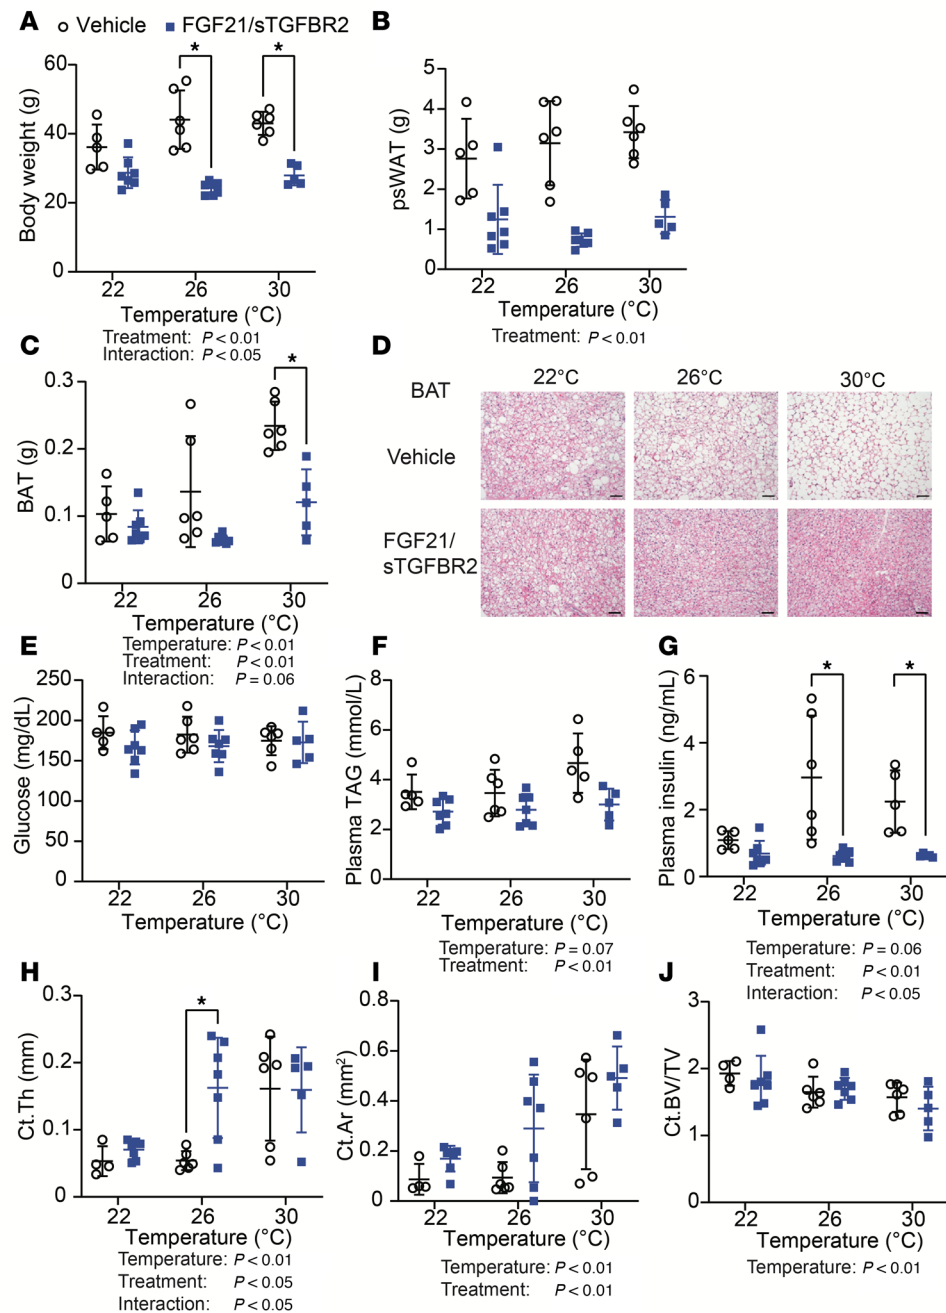 A
Vehicle FGF21/sTGFBR2
Body weight (g)
60
40
20
0
* *
22 26 30
Temperature (°C)
Treatment: P < 0.01
Interaction: P < 0.05
B
psWAT (g)
5
4
3
2
1
0
22 26 30
Temperature (°C)
Treatment: P < 0.01
C
BAT (g)
0.3
0.2
0.1
0
*
22 26 30
Temperature (°C)
Temperature: P < 0.01
Treatment: P < 0.01
Interaction: P = 0.06
D
BAT
22°C 26°C 30°C
Vehicle
FGF21/
sTGFBR2
E
Glucose (mg/dL)
250
200
150
100
50
0
22 26 30
Temperature (°C)
F
Plasma TAG (mmol/L)
8
6
4
2
0
22 26 30
Temperature (°C)
Temperature: P = 0.07
Treatment: P < 0.01
G
Plasma insulin (ng/mL)
6
4
2
0
* *
22 26 30
Temperature (°C)
Temperature: P = 0.06
Treatment: P < 0.01
Interaction: P < 0.05
H
Ct.Th (mm)
0.3
0.2
0.1
0
*
22 26 30
Temperature (°C)
Temperature: P < 0.01
Treatment: P < 0.05
Interaction: P < 0.05
I
Ct.Ar (mm²)
0.8
0.6
0.4
0.2
0
22 26 30
Temperature (°C)
Temperature: P < 0.01
Treatment: P < 0.01
J
Ct.BV/TV
3
2
1
0
22 26 30
Temperature (°C)
Temperature: P < 0.01